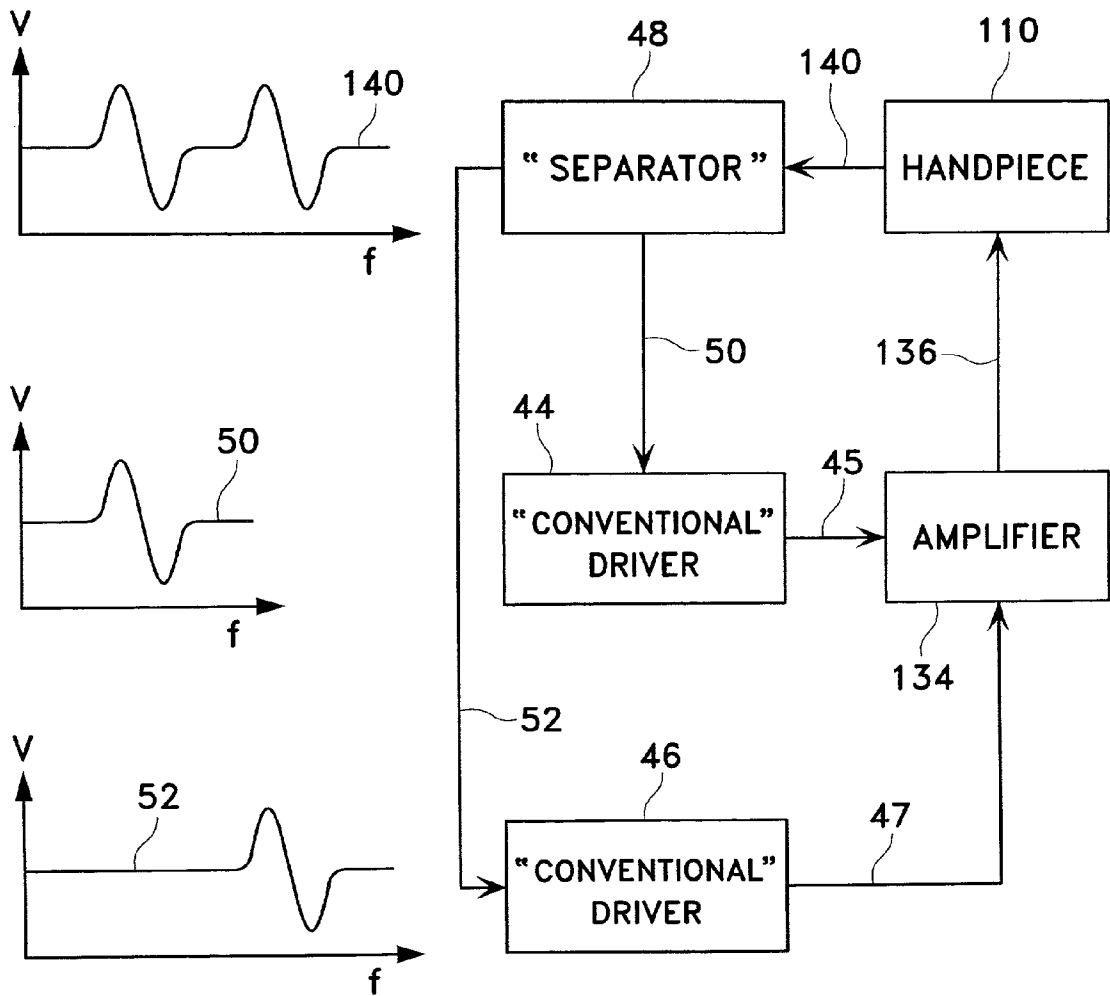 V
140
f
V
50
f
V
52
f
48
140
110
" SEPARATOR "
HANDPIECE
50
136
44
45
"CONVENTIONAL"
DRIVER
AMPLIFIER
134
52
46
47
"CONVENTIONAL"
DRIVER